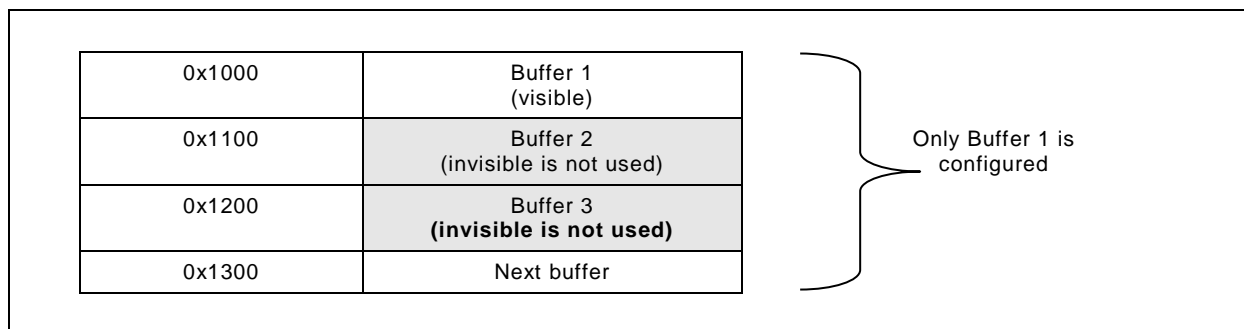 0x1000
Buffer 1
(visible)
0x1100
Buffer 2
(invisible is not used)
0x1200
Buffer 3
(invisible is not used)
0x1300
Next buffer
Only Buffer 1 is
configured